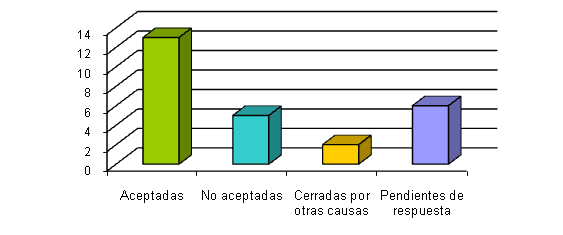 14
12
10
8
6
4
2
0
Aceptadas
No aceptadas
Cerradas por
otras causas
Pendientes de
respuesta